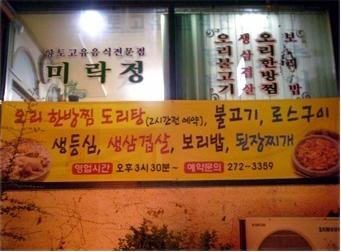 향토고유음식전문점
미락정
오리불고기
생삼겹살
오리한방찜
보리밥
오리 한방찜 도리탕(2시간전 예약), 불고기, 로스구이
생등심, 생삼겹살, 보리밥, 된장찌개
영업시간 오후3시30분~ 예약문의 272-3359
SAMSUNG